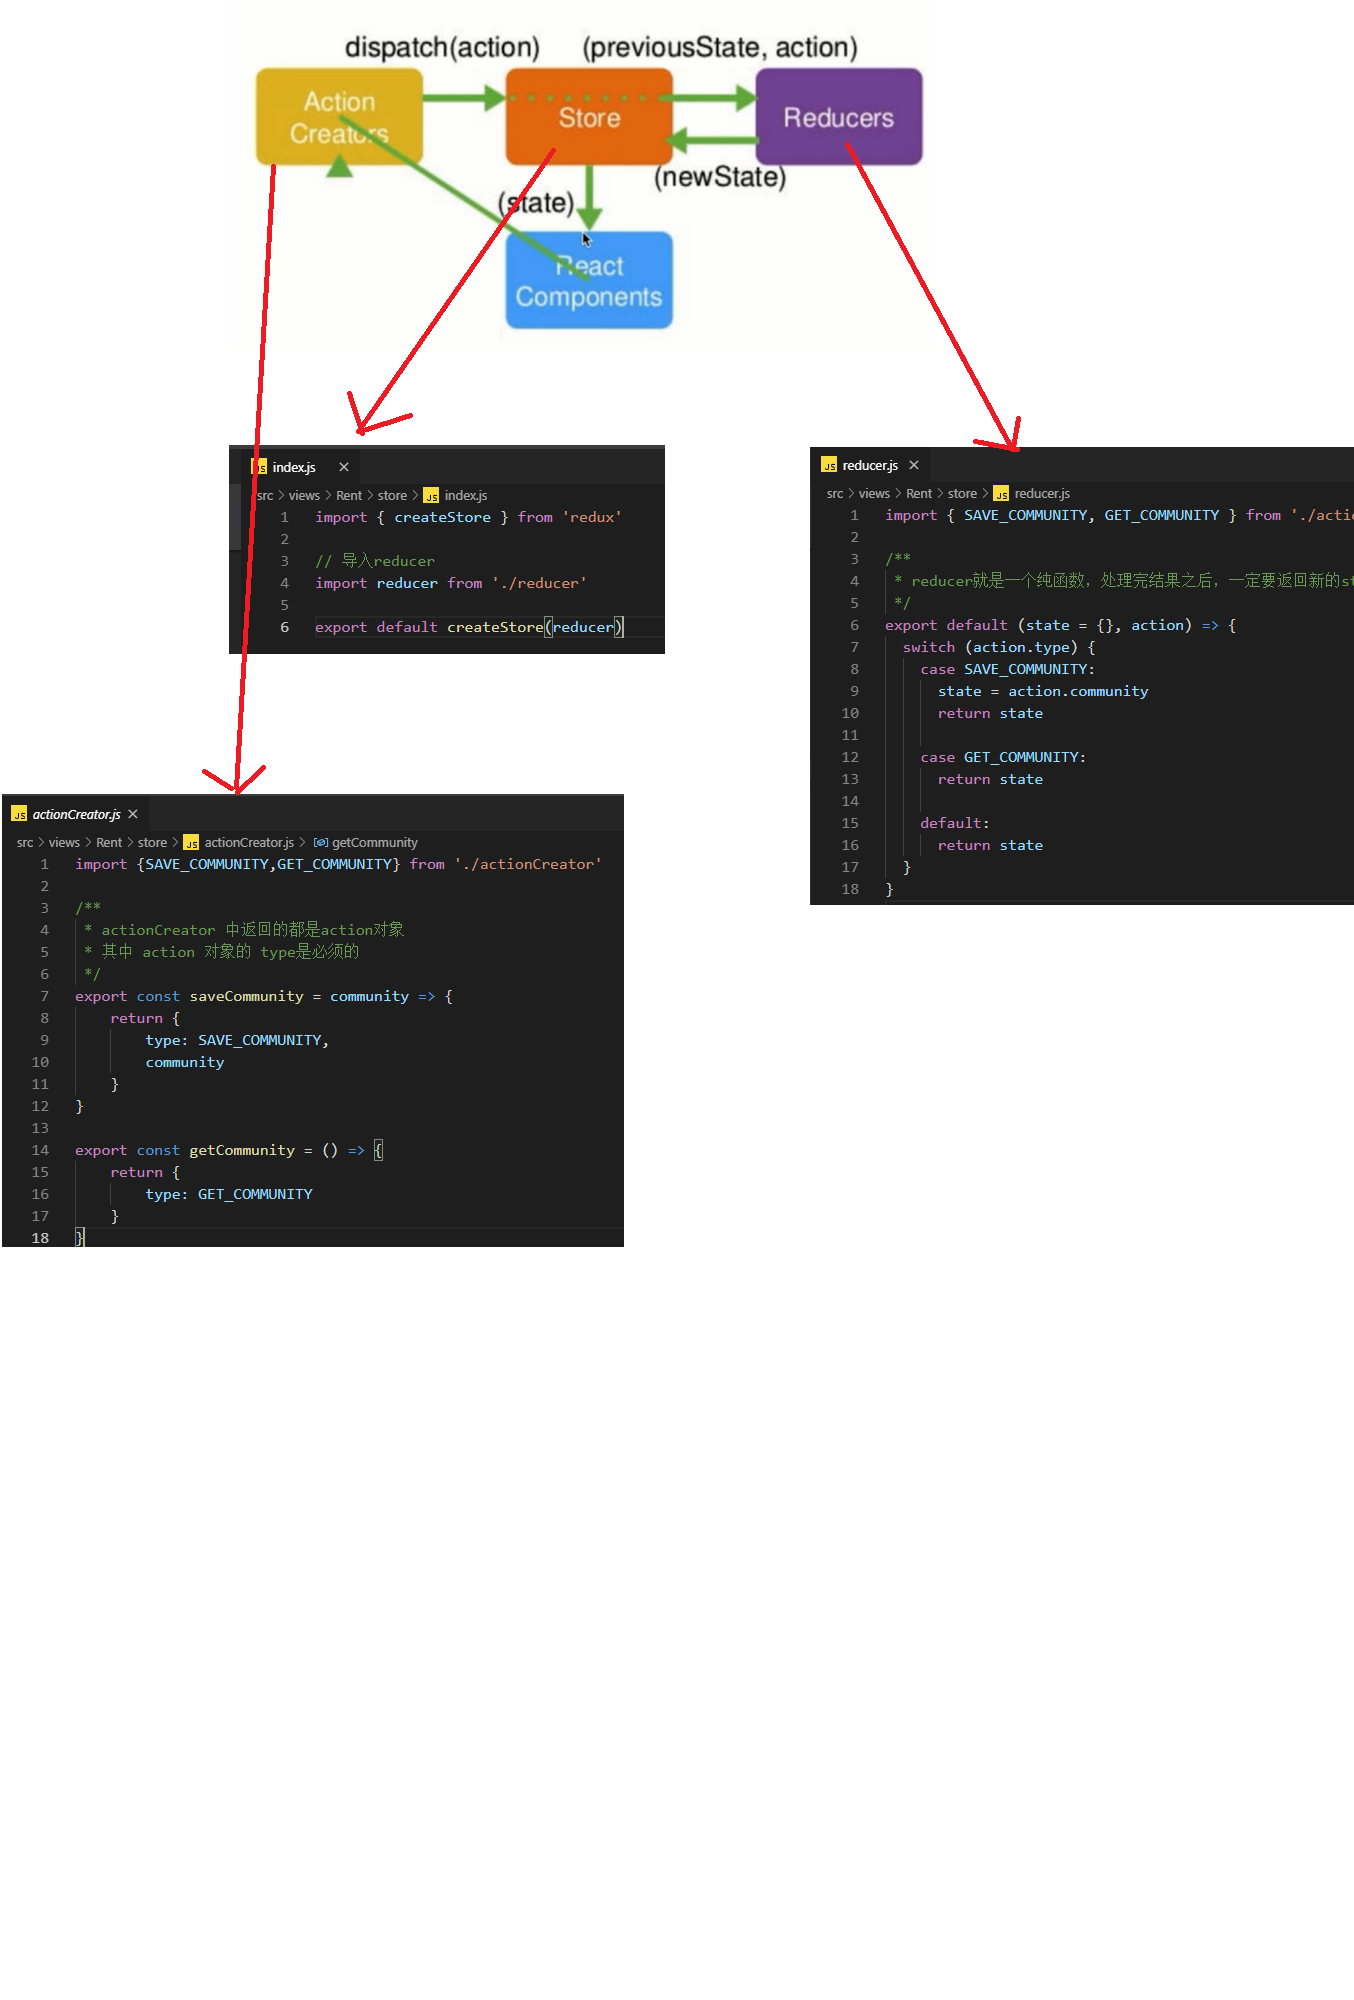 dispatch(action)
(previousState, action)
Action
Creators
Store
Reducers
(newState)
(state)
React
Components
JS index.js ×
src > views > Rent > store > JS index.js
1 import { createStore } from 'redux'
2
3 // 导入reducer
4 import reducer from './reducer'
5
6 export default createStore(reducer)
JS reducer.js ×
src > views > Rent > store > JS reducer.js
1 import { SAVE_COMMUNITY, GET_COMMUNITY } from './actio
2
3 /**
4 * reducer就是一个纯函数，处理完结果之后，一定要返回新的st
5 */
6 export default (state = {}, action) => {
7 switch (action.type) {
8 case SAVE_COMMUNITY:
9 state = action.community
10 return state
11
12 case GET_COMMUNITY:
13 return state
14
15 default:
16 return state
17 }
18 }
JS actionCreator.js ×
src > views > Rent > store > JS actionCreator.js > getCommunity
1 import {SAVE_COMMUNITY,GET_COMMUNITY} from './actionCreator'
2
3 /**
4 * actionCreator 中返回的都是action对象
5 * 其中 action 对象的 type是必须的
6 */
7 export const saveCommunity = community => {
8 return {
9 type: SAVE_COMMUNITY,
10 community
11 }
12 }
13
14 export const getCommunity = () => {
15 return {
16 type: GET_COMMUNITY
17 }
18 }